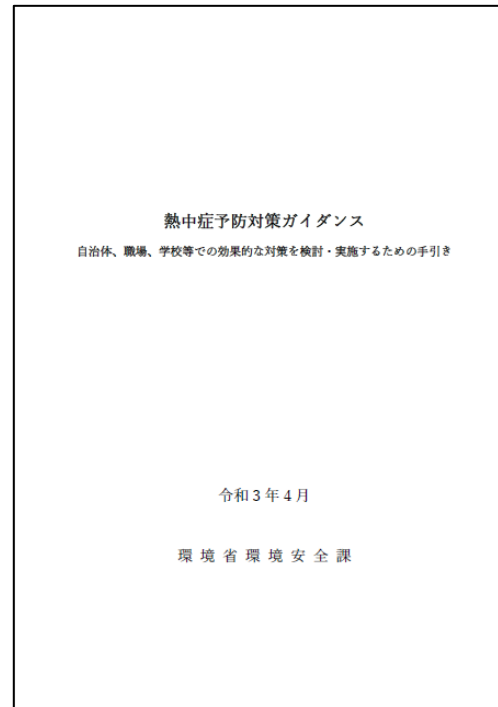 熱中症予防対策ガイダンス
自治体、職場、学校等での効果的な対策を検討・実施するための手引き
令和3年4月
環境省環境安全課